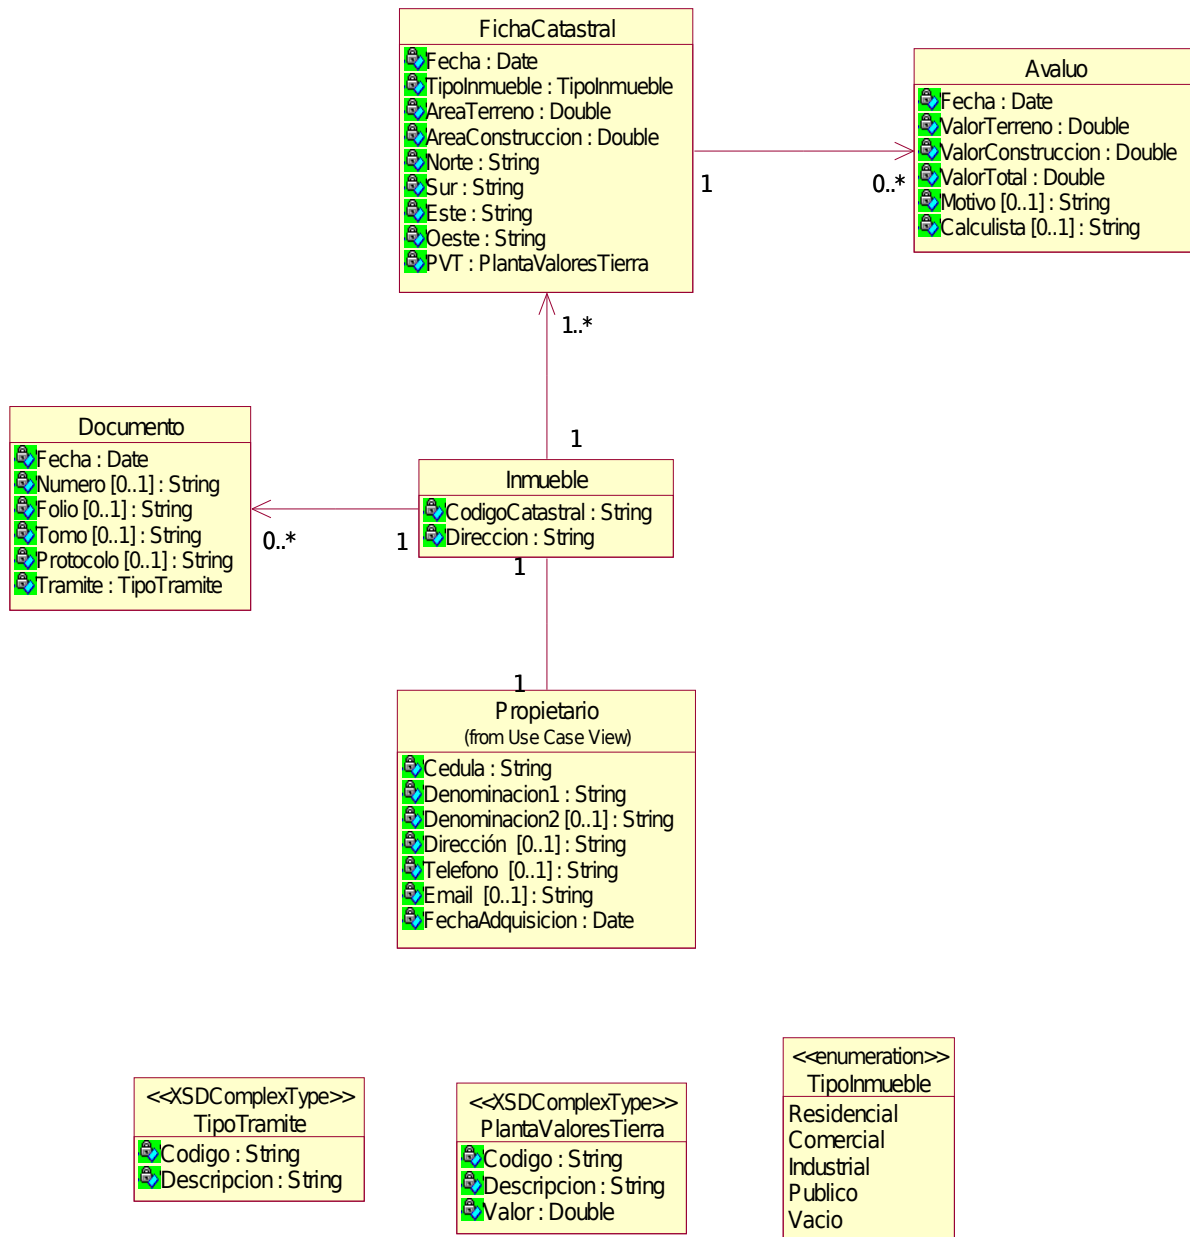 FichaCatastral
Fecha : Date
TipoInmueble : TipoInmueble
AreaTerreno : Double
AreaConstruccion : Double
Norte : String
Sur : String
Este : String
Oeste : String
PVT : PlantaValoresTierra
Avaluo
Fecha : Date
ValorTerreno : Double
ValorConstruccion : Double
ValorTotal : Double
Motivo [0..1] : String
Calculista [0..1] : String
1
0..*
1..*
1
Documento
Fecha : Date
Numero [0..1] : String
Folio [0..1] : String
Tomo [0..1] : String
Protocolo [0..1] : String
Tramite : TipoTramite
0..*
1
Inmueble
CodigoCatastral : String
Direccion : String
1
1
Propietario
(from Use Case View)
Cedula : String
Denominacion1 : String
Denominacion2 [0..1] : String
Dirección [0..1] : String
Telefono [0..1] : String
Email [0..1] : String
FechaAdquisicion : Date
<<XSDComplexType>>
TipoTramite
Codigo : String
Descripcion : String
<<XSDComplexType>>
PlantaValoresTierra
Codigo : String
Descripcion : String
Valor : Double
<<enumeration>>
TipoInmueble
Residencial
Comercial
Industrial
Publico
Vacio